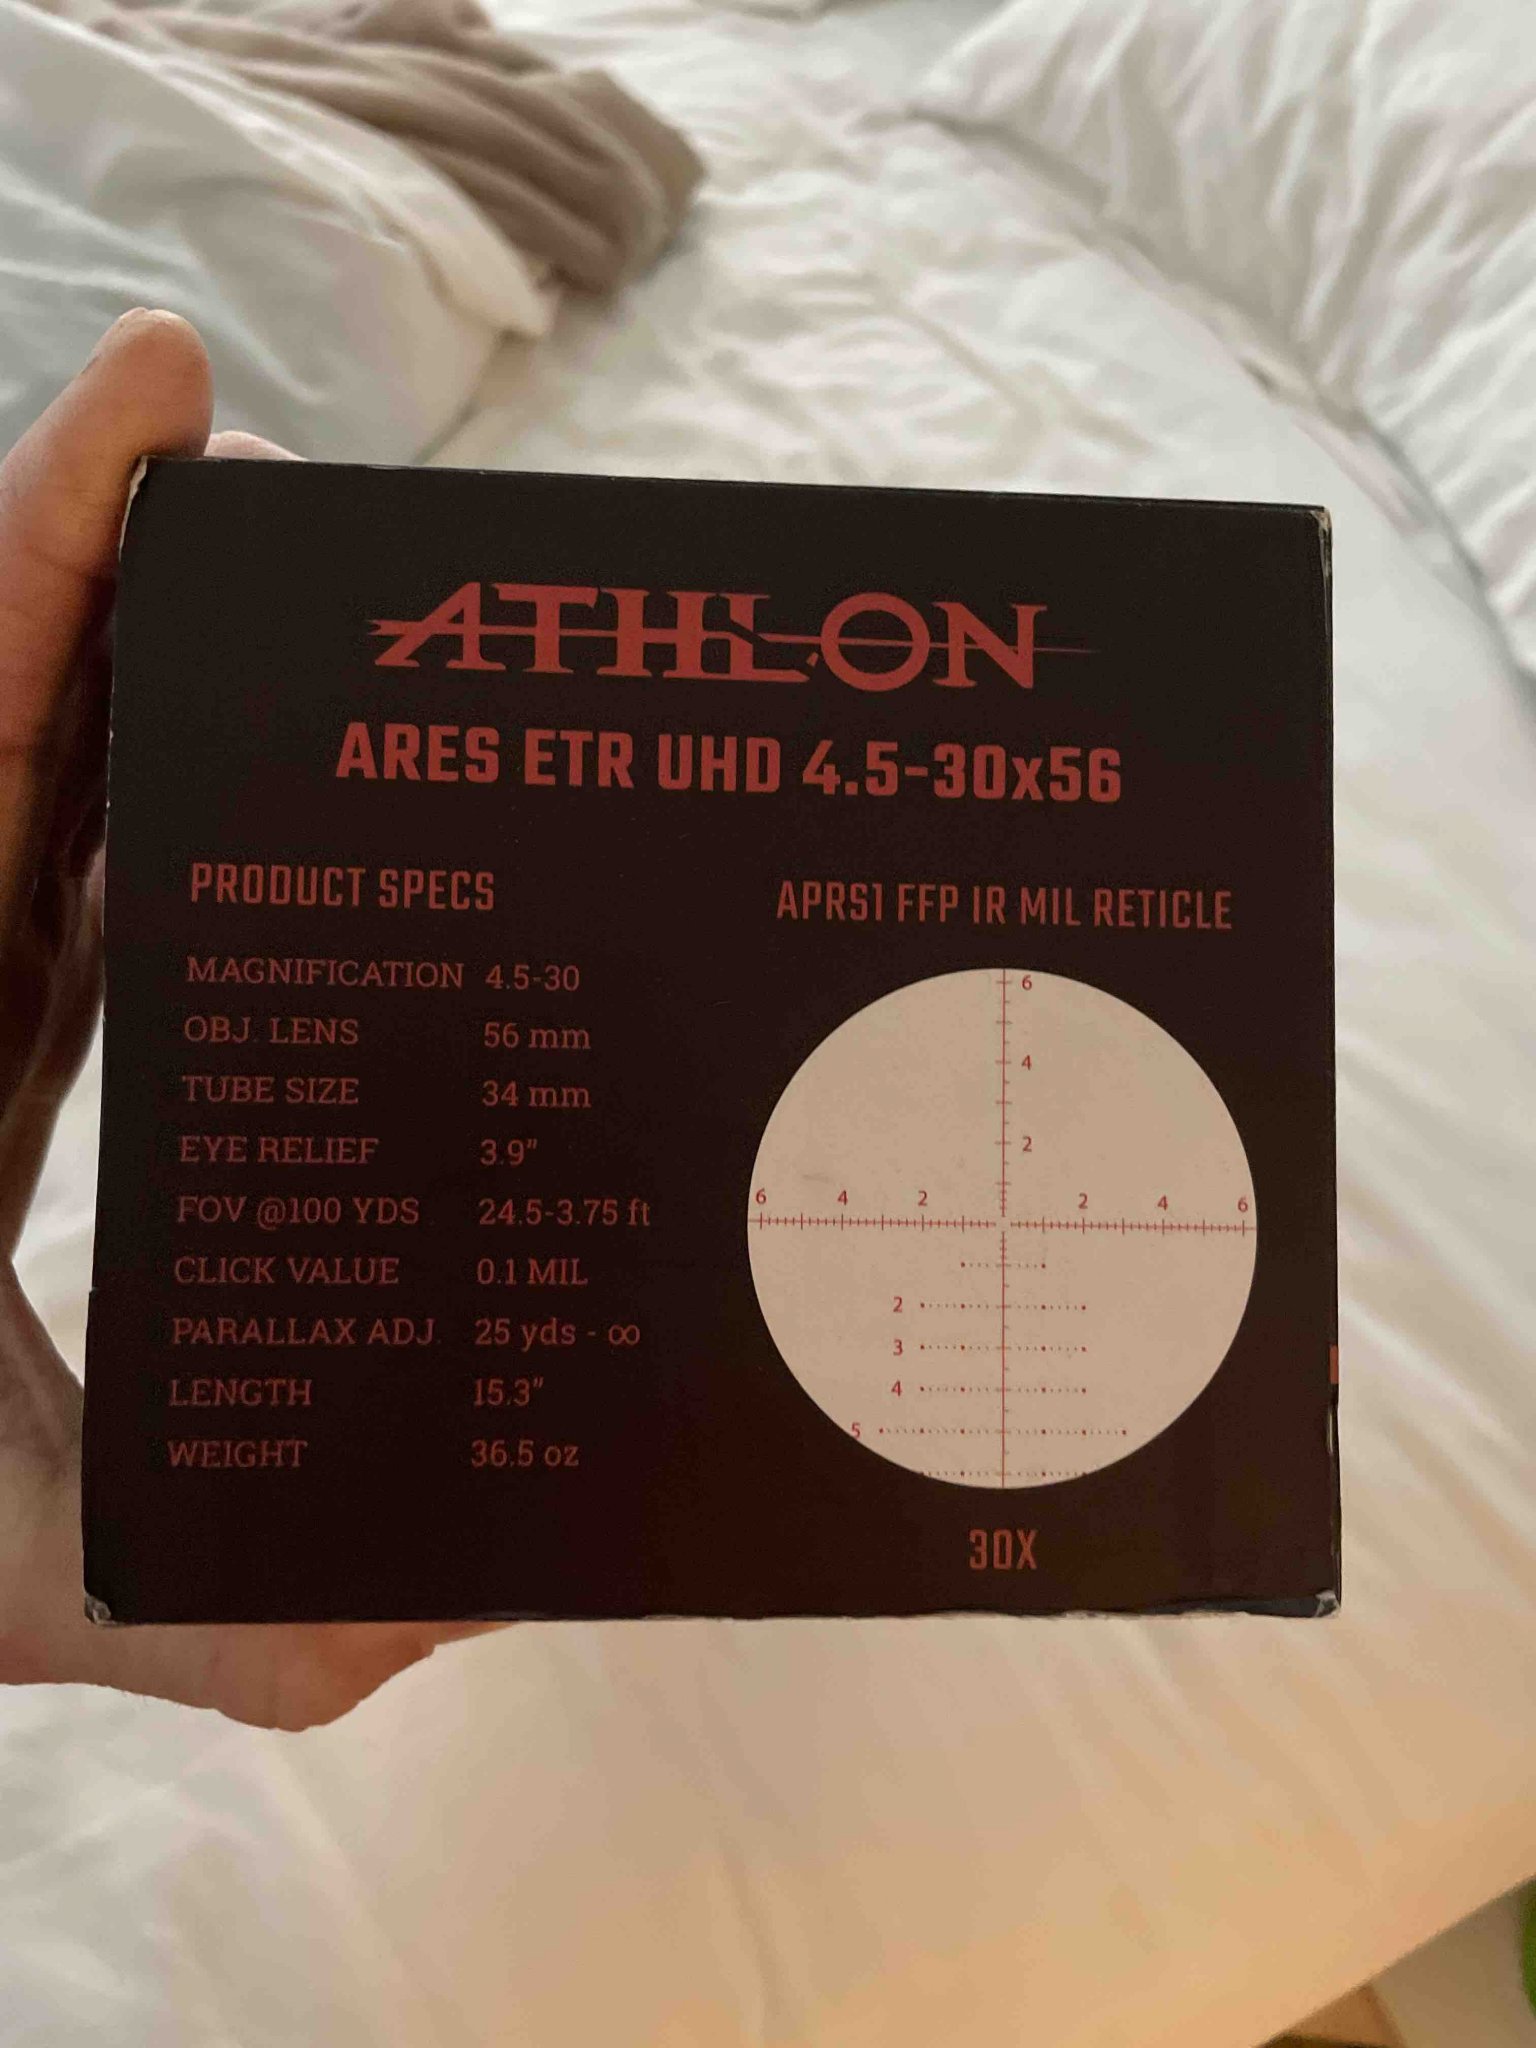 ATHLON
ARES ETR UHD 4.5-30x56
PRODUCT SPECS
MAGNIFICATION 4.5-30
OBJ. LENS 56 mm
TUBE SIZE 34 mm
EYE RELIEF 3.9"
FOV @100 YDS 24.5-3.75 ft
CLICK VALUE 0.1 MIL
PARALLAX ADJ. 25 yds - ∞
LENGTH 15.3"
WEIGHT 36.5 oz
APRS1 FFP IR MIL RETICLE
6
4
2
6 4 2 2 4 6
2
3
4
5
30X